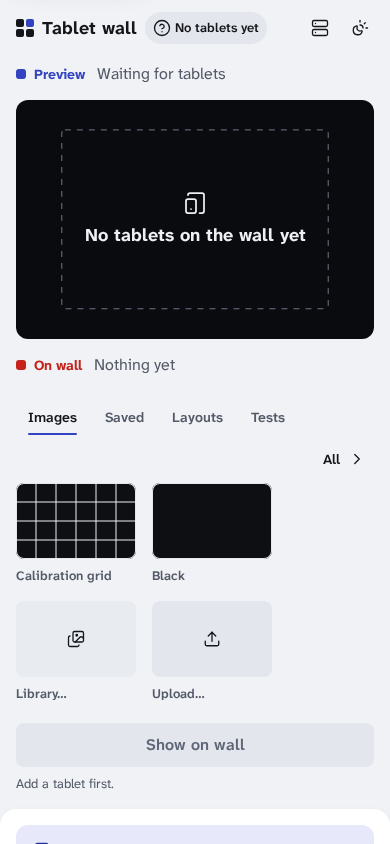 Tablet wall
No tablets yet
Preview Waiting for tablets
No tablets on the wall yet
On wall Nothing yet
Images Saved Layouts Tests
All
Calibration grid Black
Library... Upload...
Show on wall
Add a tablet first.